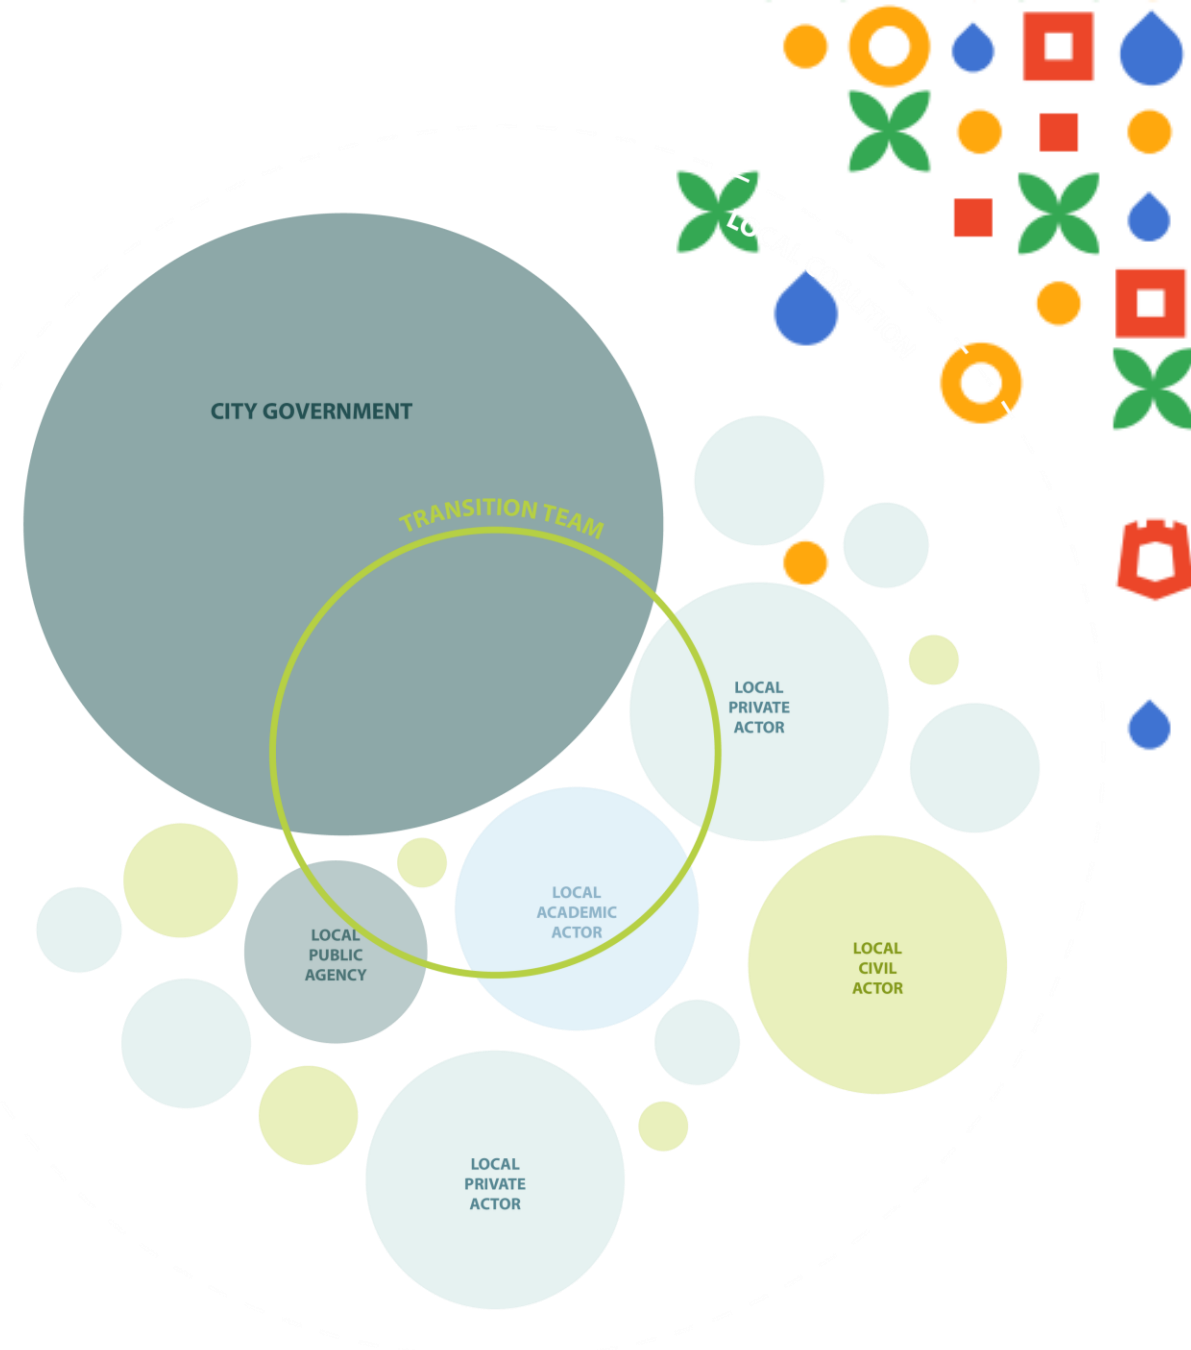 CITY GOVERNMENT
TRANSITION TEAM
LOCAL
PRIVATE
ACTOR
LOCAL
ACADEMIC
ACTOR
LOCAL
PUBLIC
AGENCY
LOCAL
CIVIL
ACTOR
LOCAL
PRIVATE
ACTOR